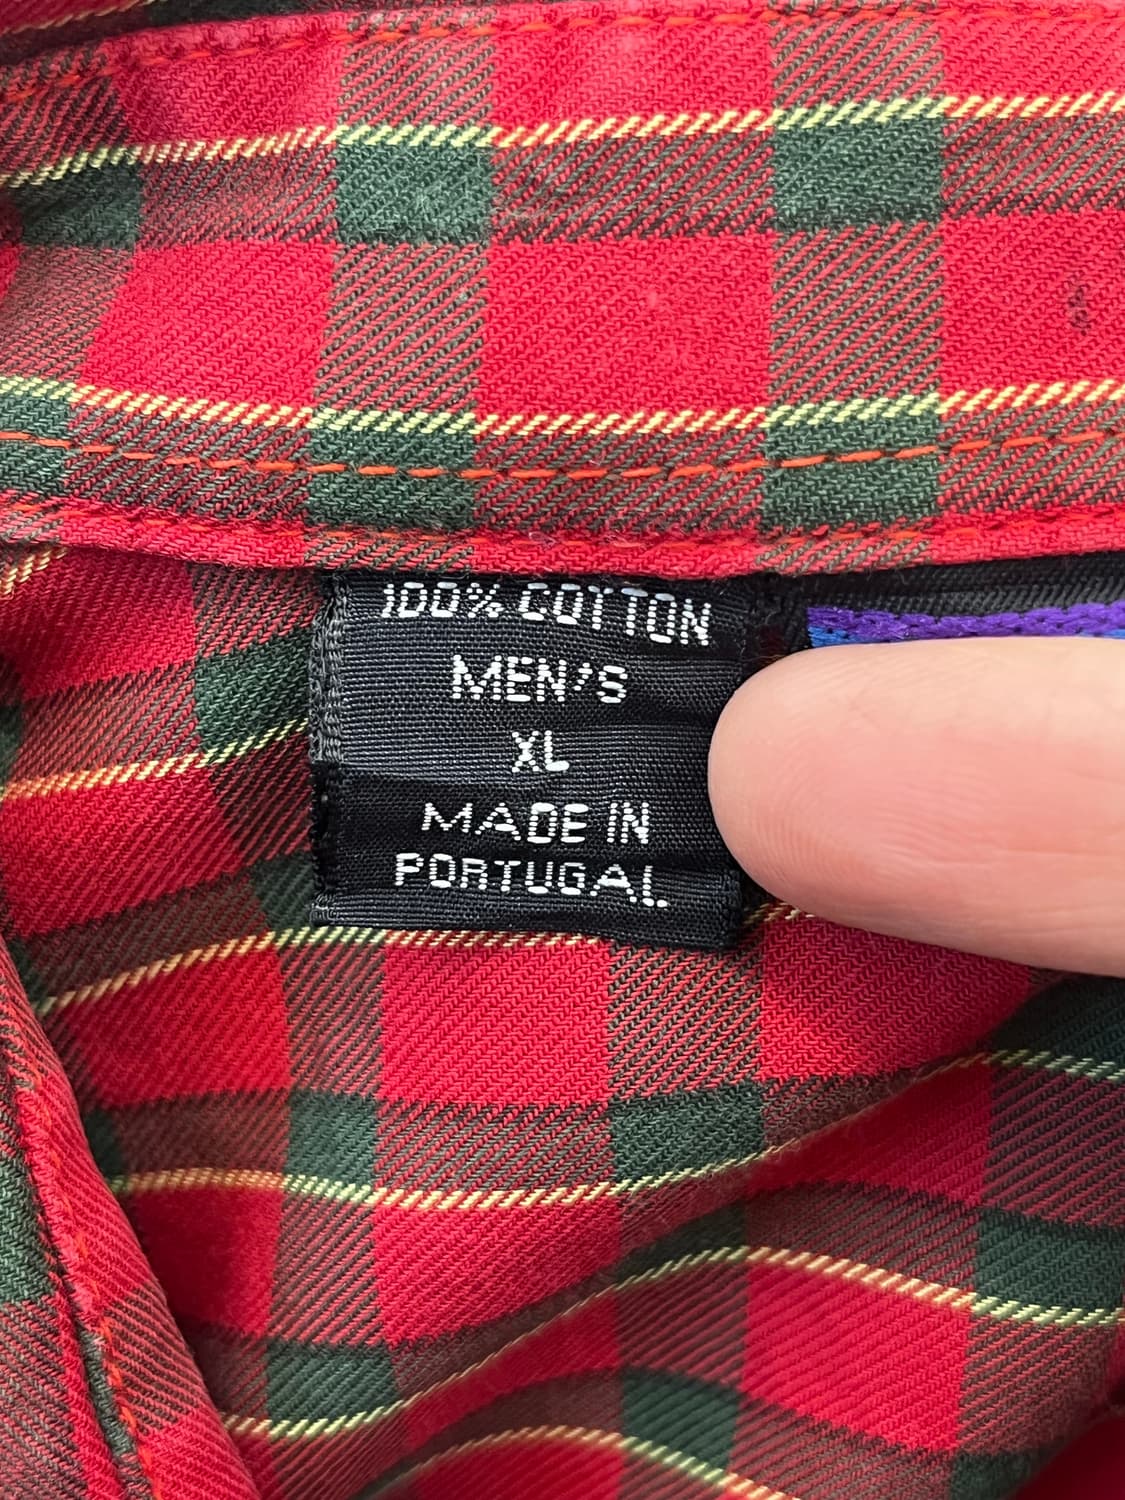 100% COTTON
MEN'S
XL
MADE IN
PORTUGAL